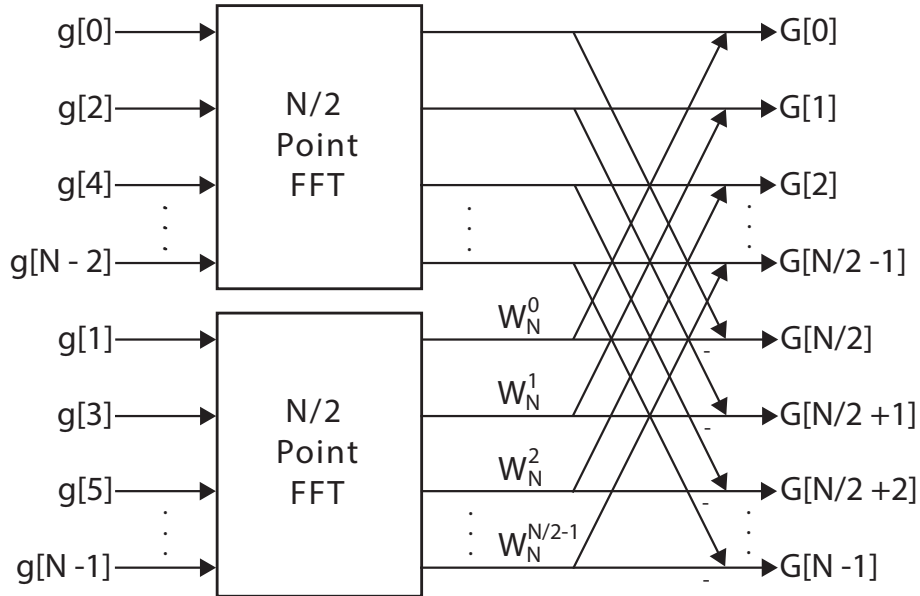 g[0]
g[2]
g[4]
g[N - 2]
N/2
Point
FFT
g[1]
g[3]
g[5]
g[N -1]
N/2
Point
FFT
W_N^0
W_N^1
W_N^2
W_N^{N/2-1}
-
-
-
-
G[0]
G[1]
G[2]
G[N/2 -1]
G[N/2]
G[N/2 +1]
G[N/2 +2]
G[N -1]